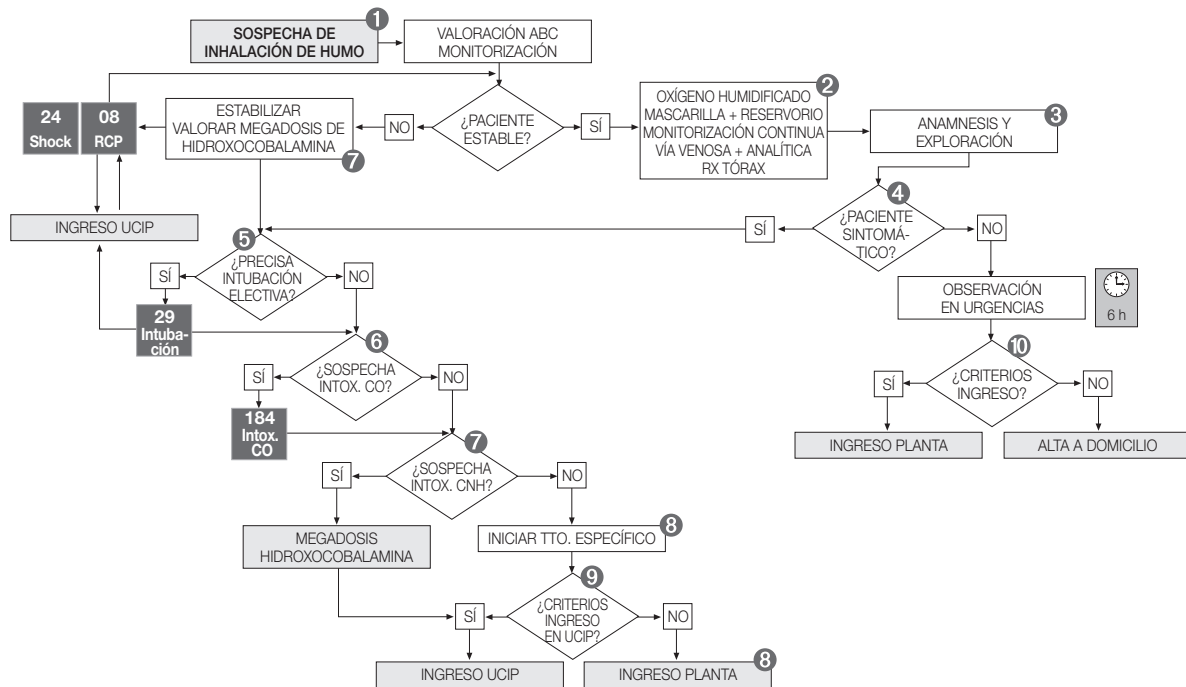 1
SOSPECHA DE
INHALACIÓN DE HUMO
VALORACIÓN ABC
MONITORIZACIÓN
24
Shock
08
RCP
ESTABILIZAR
VALORAR MEGADOSIS DE
HIDROXOCOBALAMINA
7
NO
¿PACIENTE
ESTABLE?
SÍ
2
OXÍGENO HUMIDIFICADO
MASCARILLA + RESERVORIO
MONITORIZACIÓN CONTINUA
VÍA VENOSA + ANALÍTICA
RX TÓRAX
3
ANAMNESIS Y
EXPLORACIÓN
4
¿PACIENTE
SINTOMÁ-
TICO?
SÍ
NO
INGRESO UCIP
5
¿PRECISA
INTUBACIÓN
ELECTIVA?
SÍ
NO
29
Intuba-
ción
OBSERVACIÓN
EN URGENCIAS
6 h
6
¿SOSPECHA
INTOX. CO?
SÍ
NO
184
Intox.
CO
10
¿CRITERIOS
INGRESO?
SÍ
NO
INGRESO PLANTA
ALTA A DOMICILIO
7
¿SOSPECHA
INTOX. CNH?
SÍ
NO
MEGADOSIS
HIDROXOCOBALAMINA
8
INICIAR TTO. ESPECÍFICO
9
¿CRITERIOS
INGRESO
EN UCIP?
SÍ
NO
INGRESO UCIP
INGRESO PLANTA
8